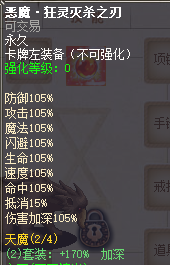 恶魔·狂灵灭杀之刃
可交易
永久
卡牌左装备（不可强化）
强化等级：0
防御105%
攻击105%
魔法105%
闪避105%
生命105%
速度105%
命中105%
抵消15%
伤害加深105%
天魔(2/4)
(2)套装：+170% 加深
项
手
道